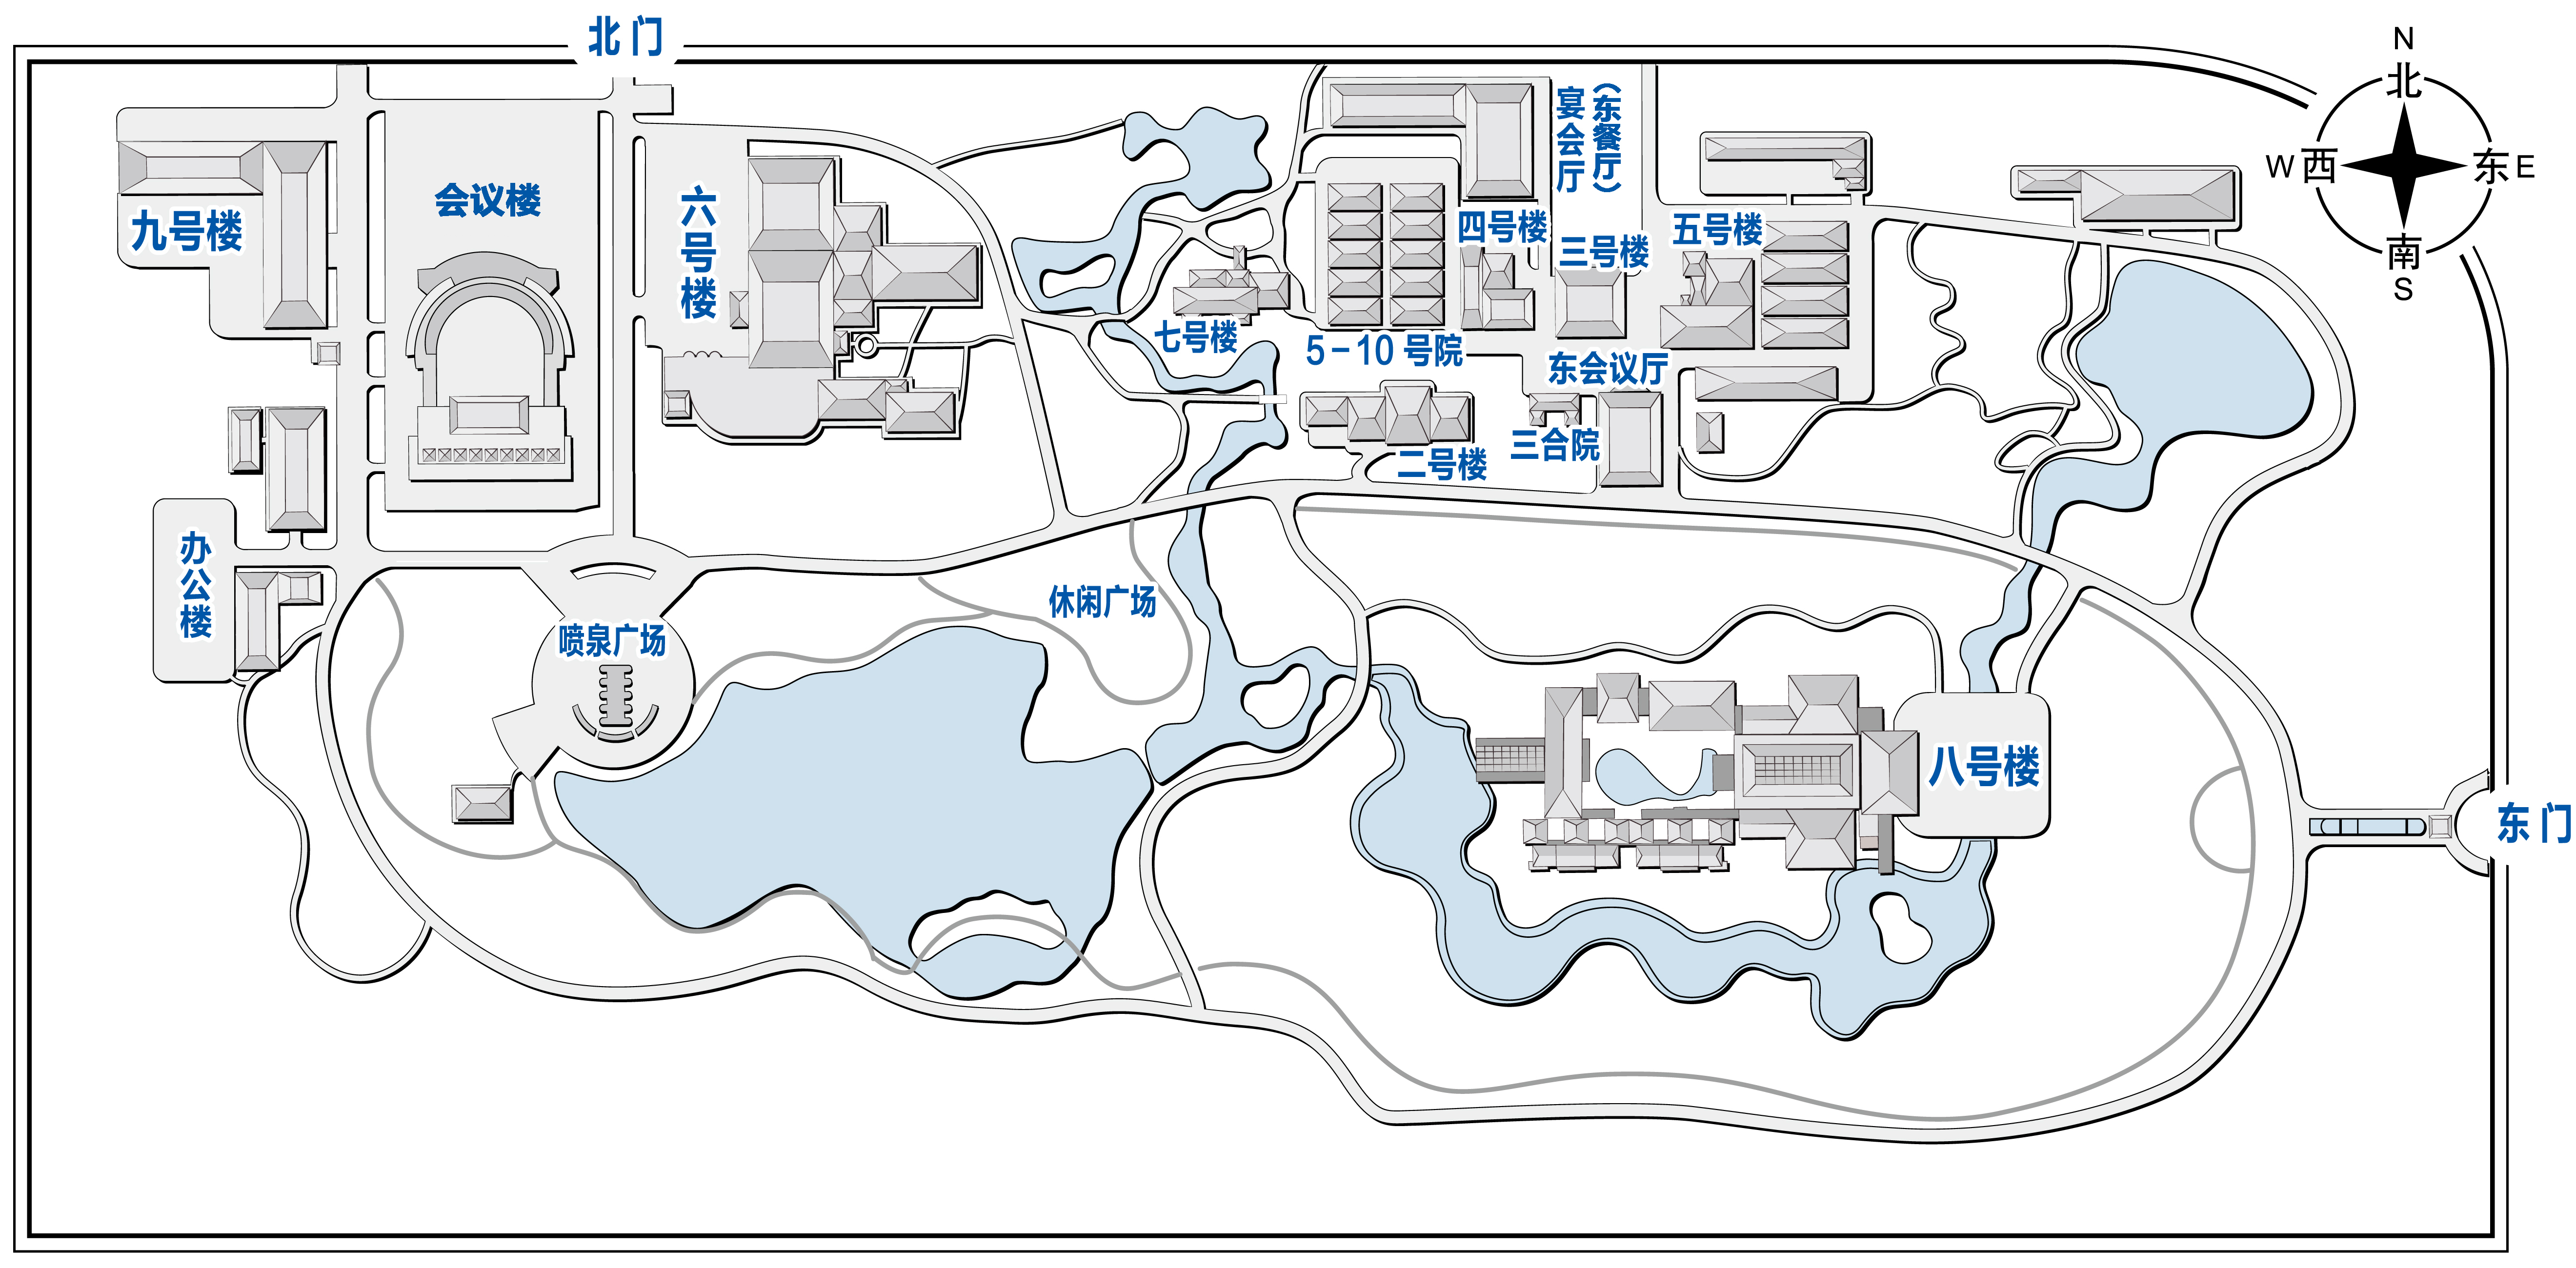 北门
N
北
W 西
东 E
南
S
九号楼
会议楼
六号楼
七号楼
5-10 号院
宴会厅
(东餐厅)
四号楼
三号楼
五号楼
东会议厅
三合院
二号楼
办公楼
喷泉广场
休闲广场
八号楼
东门